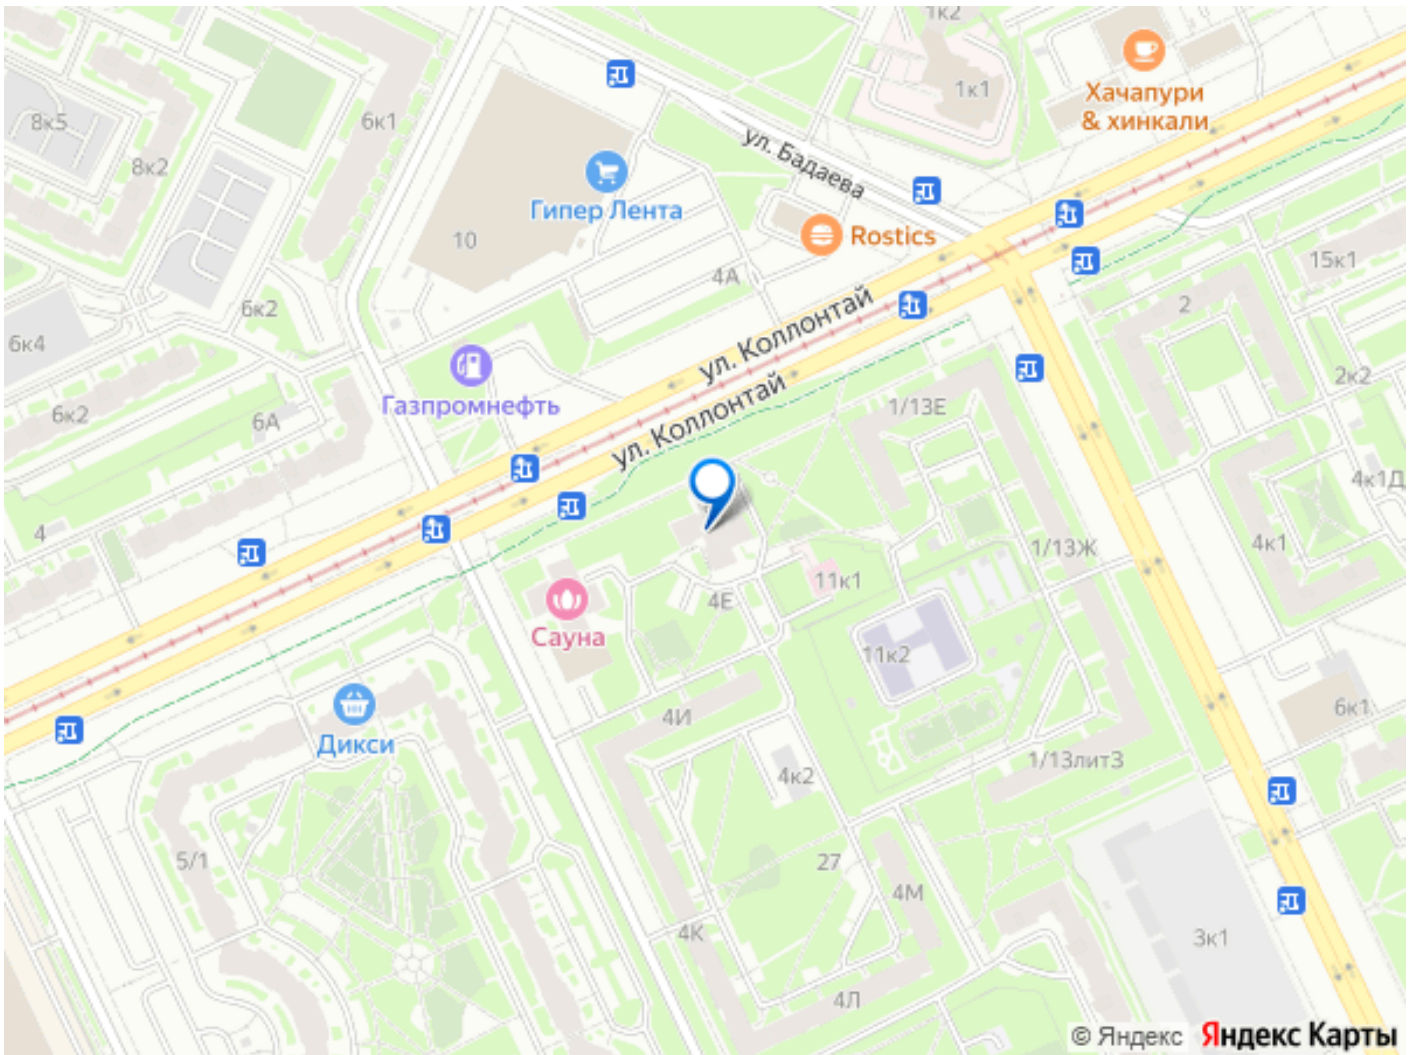 1к2
1к1
Хачапури
& хинкали
8к5
6к1
8к2
ул. Бадаева
Гипер Лента
10
Rostics
15к1
4А
6к2
2
6к4
ул. Коллонтай
Газпромнефть
2к2
6к2
6А
1/13Е
ул. Коллонтай
4к1Д
4
4к1
1/13Ж
11к1
4Е
Сауна
11к2
6к1
4И
Дикси
1/13лит3
4к2
5/1
27
4М
4К
3к1
4Л
© Яндекс Яндекс Карты